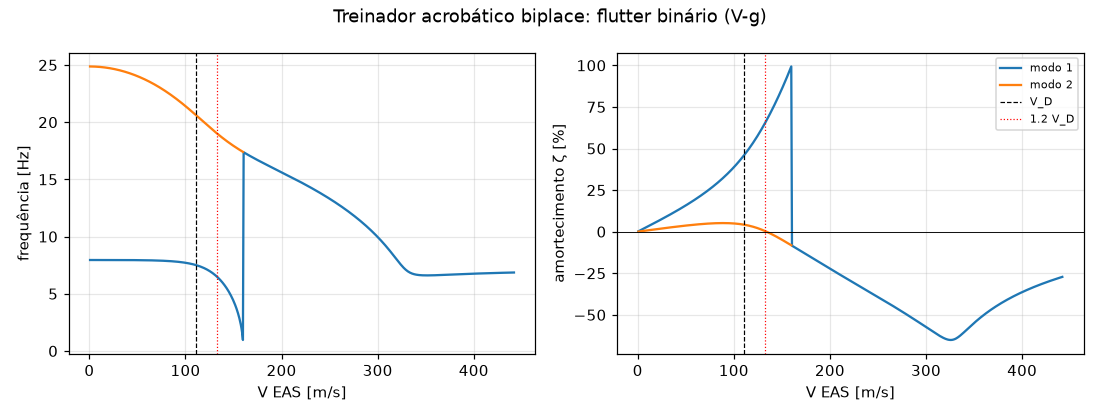 Treinador acrobático biplace: flutter binário (V-g)
frequência [Hz]
25
20
15
10
5
0
0 100 200 300 400
V EAS [m/s]
amortecimento ζ [%]
100
75
50
25
0
−25
−50
0 100 200 300 400
V EAS [m/s]
modo 1
modo 2
V_D
1.2 V_D